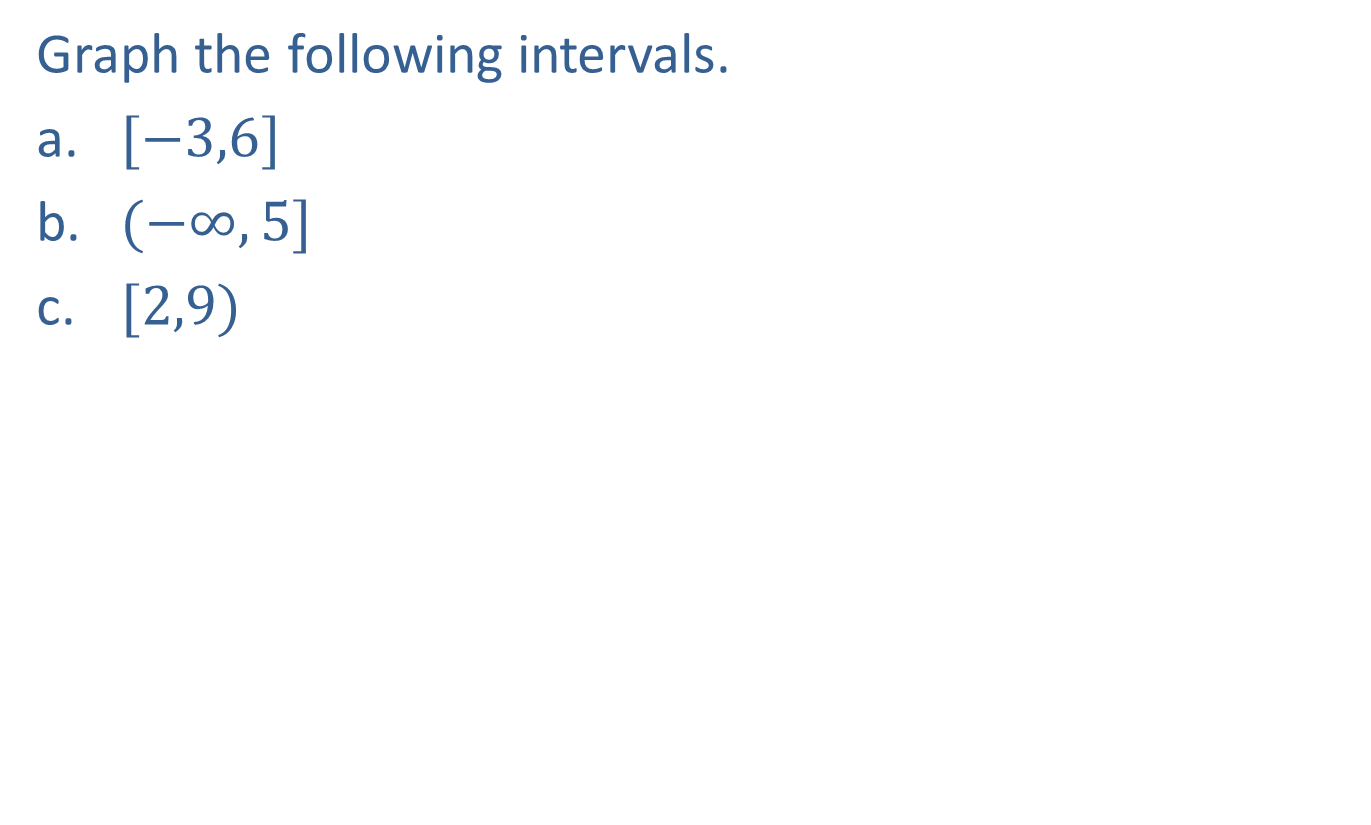 Graph the following intervals.
a. [−3,6]
b. (−∞, 5]
c. [2,9)